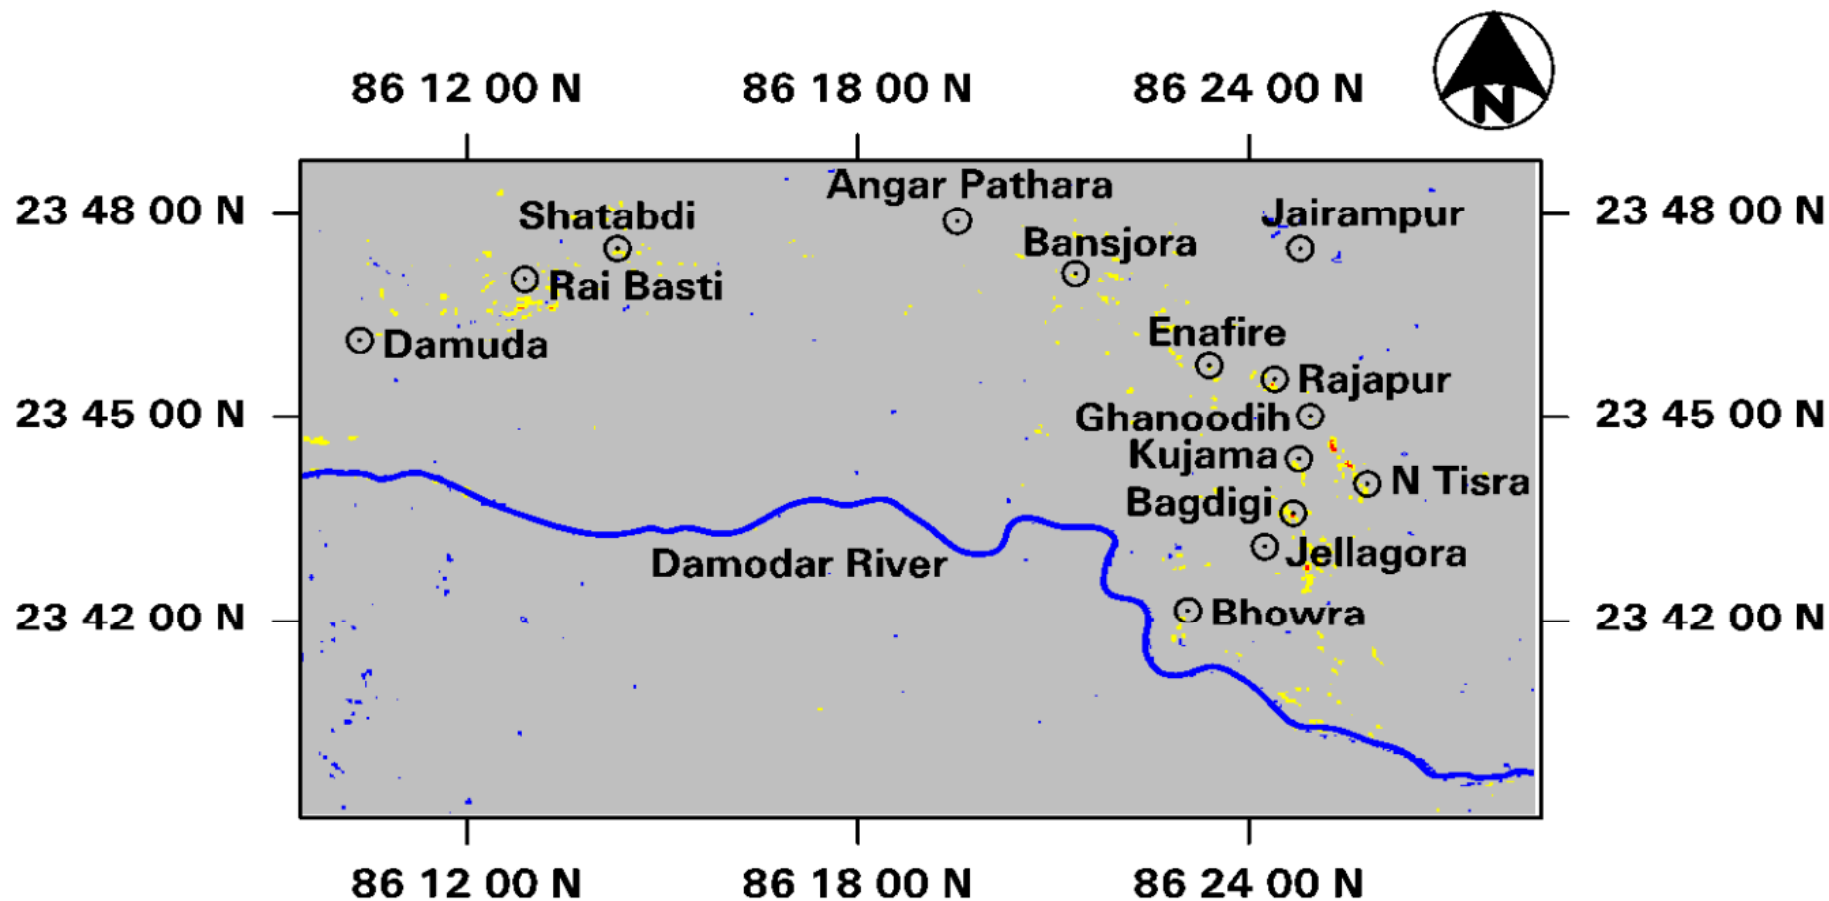 N
86 12 00 N 86 18 00 N 86 24 00 N
Angar Pathara
23 48 00 N Shatabdi Jairampur 23 48 00 N
Bansjora
Rai Basti
Enafire
Damuda
Rajapur
23 45 00 N Ghanoodih 23 45 00 N
Kujama
N Tisra
Bagdigi
Jellagora
Damodar River
23 42 00 N Bhowra 23 42 00 N
86 12 00 N 86 18 00 N 86 24 00 N